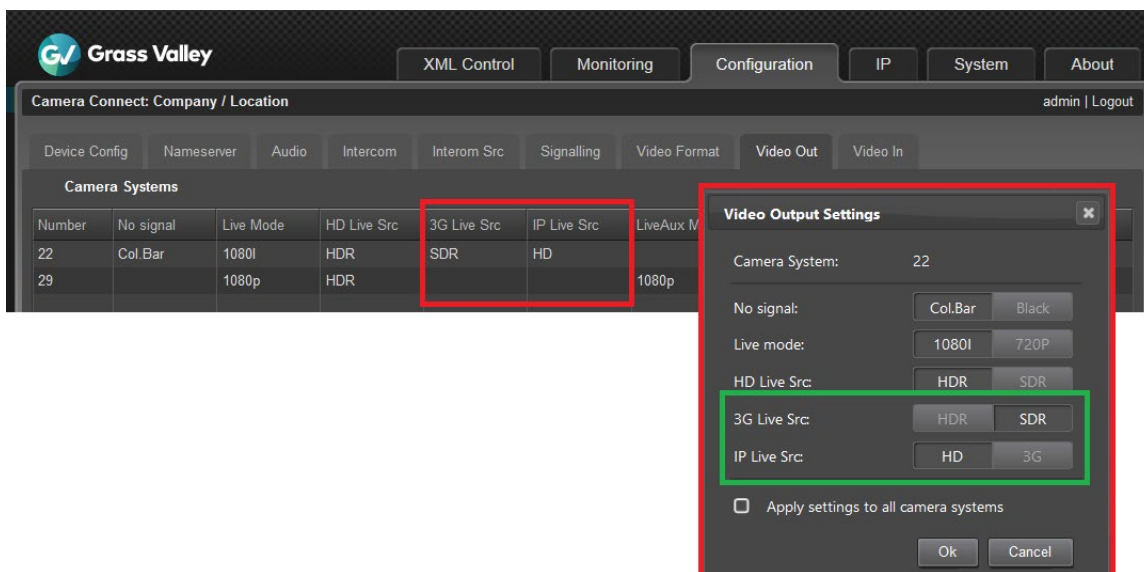 GV Grass Valley
XML Control Monitoring Configuration IP System About
Camera Connect: Company / Location admin | Logout
Device Config Nameserver Audio Intercom Interom Src Signalling Video Format Video Out Video In
Camera Systems
Number No signal Live Mode HD Live Src 3G Live Src IP Live Src LiveAux M
22 Col.Bar 1080I HDR SDR HD
29 1080p HDR 1080p
Video Output Settings
Camera System: 22
No signal: Col.Bar Black
Live mode: 1080I 720P
HD Live Src: HDR SDR
3G Live Src: HDR SDR
IP Live Src: HD 3G
Apply settings to all camera systems
Ok Cancel